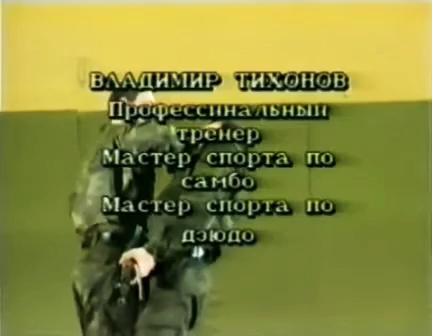 ВЛАДИМИР ТИХОНОВ
Профессинальный
тренер
Мастер спорта по
самбо
Мастер спорта по
дзюдо